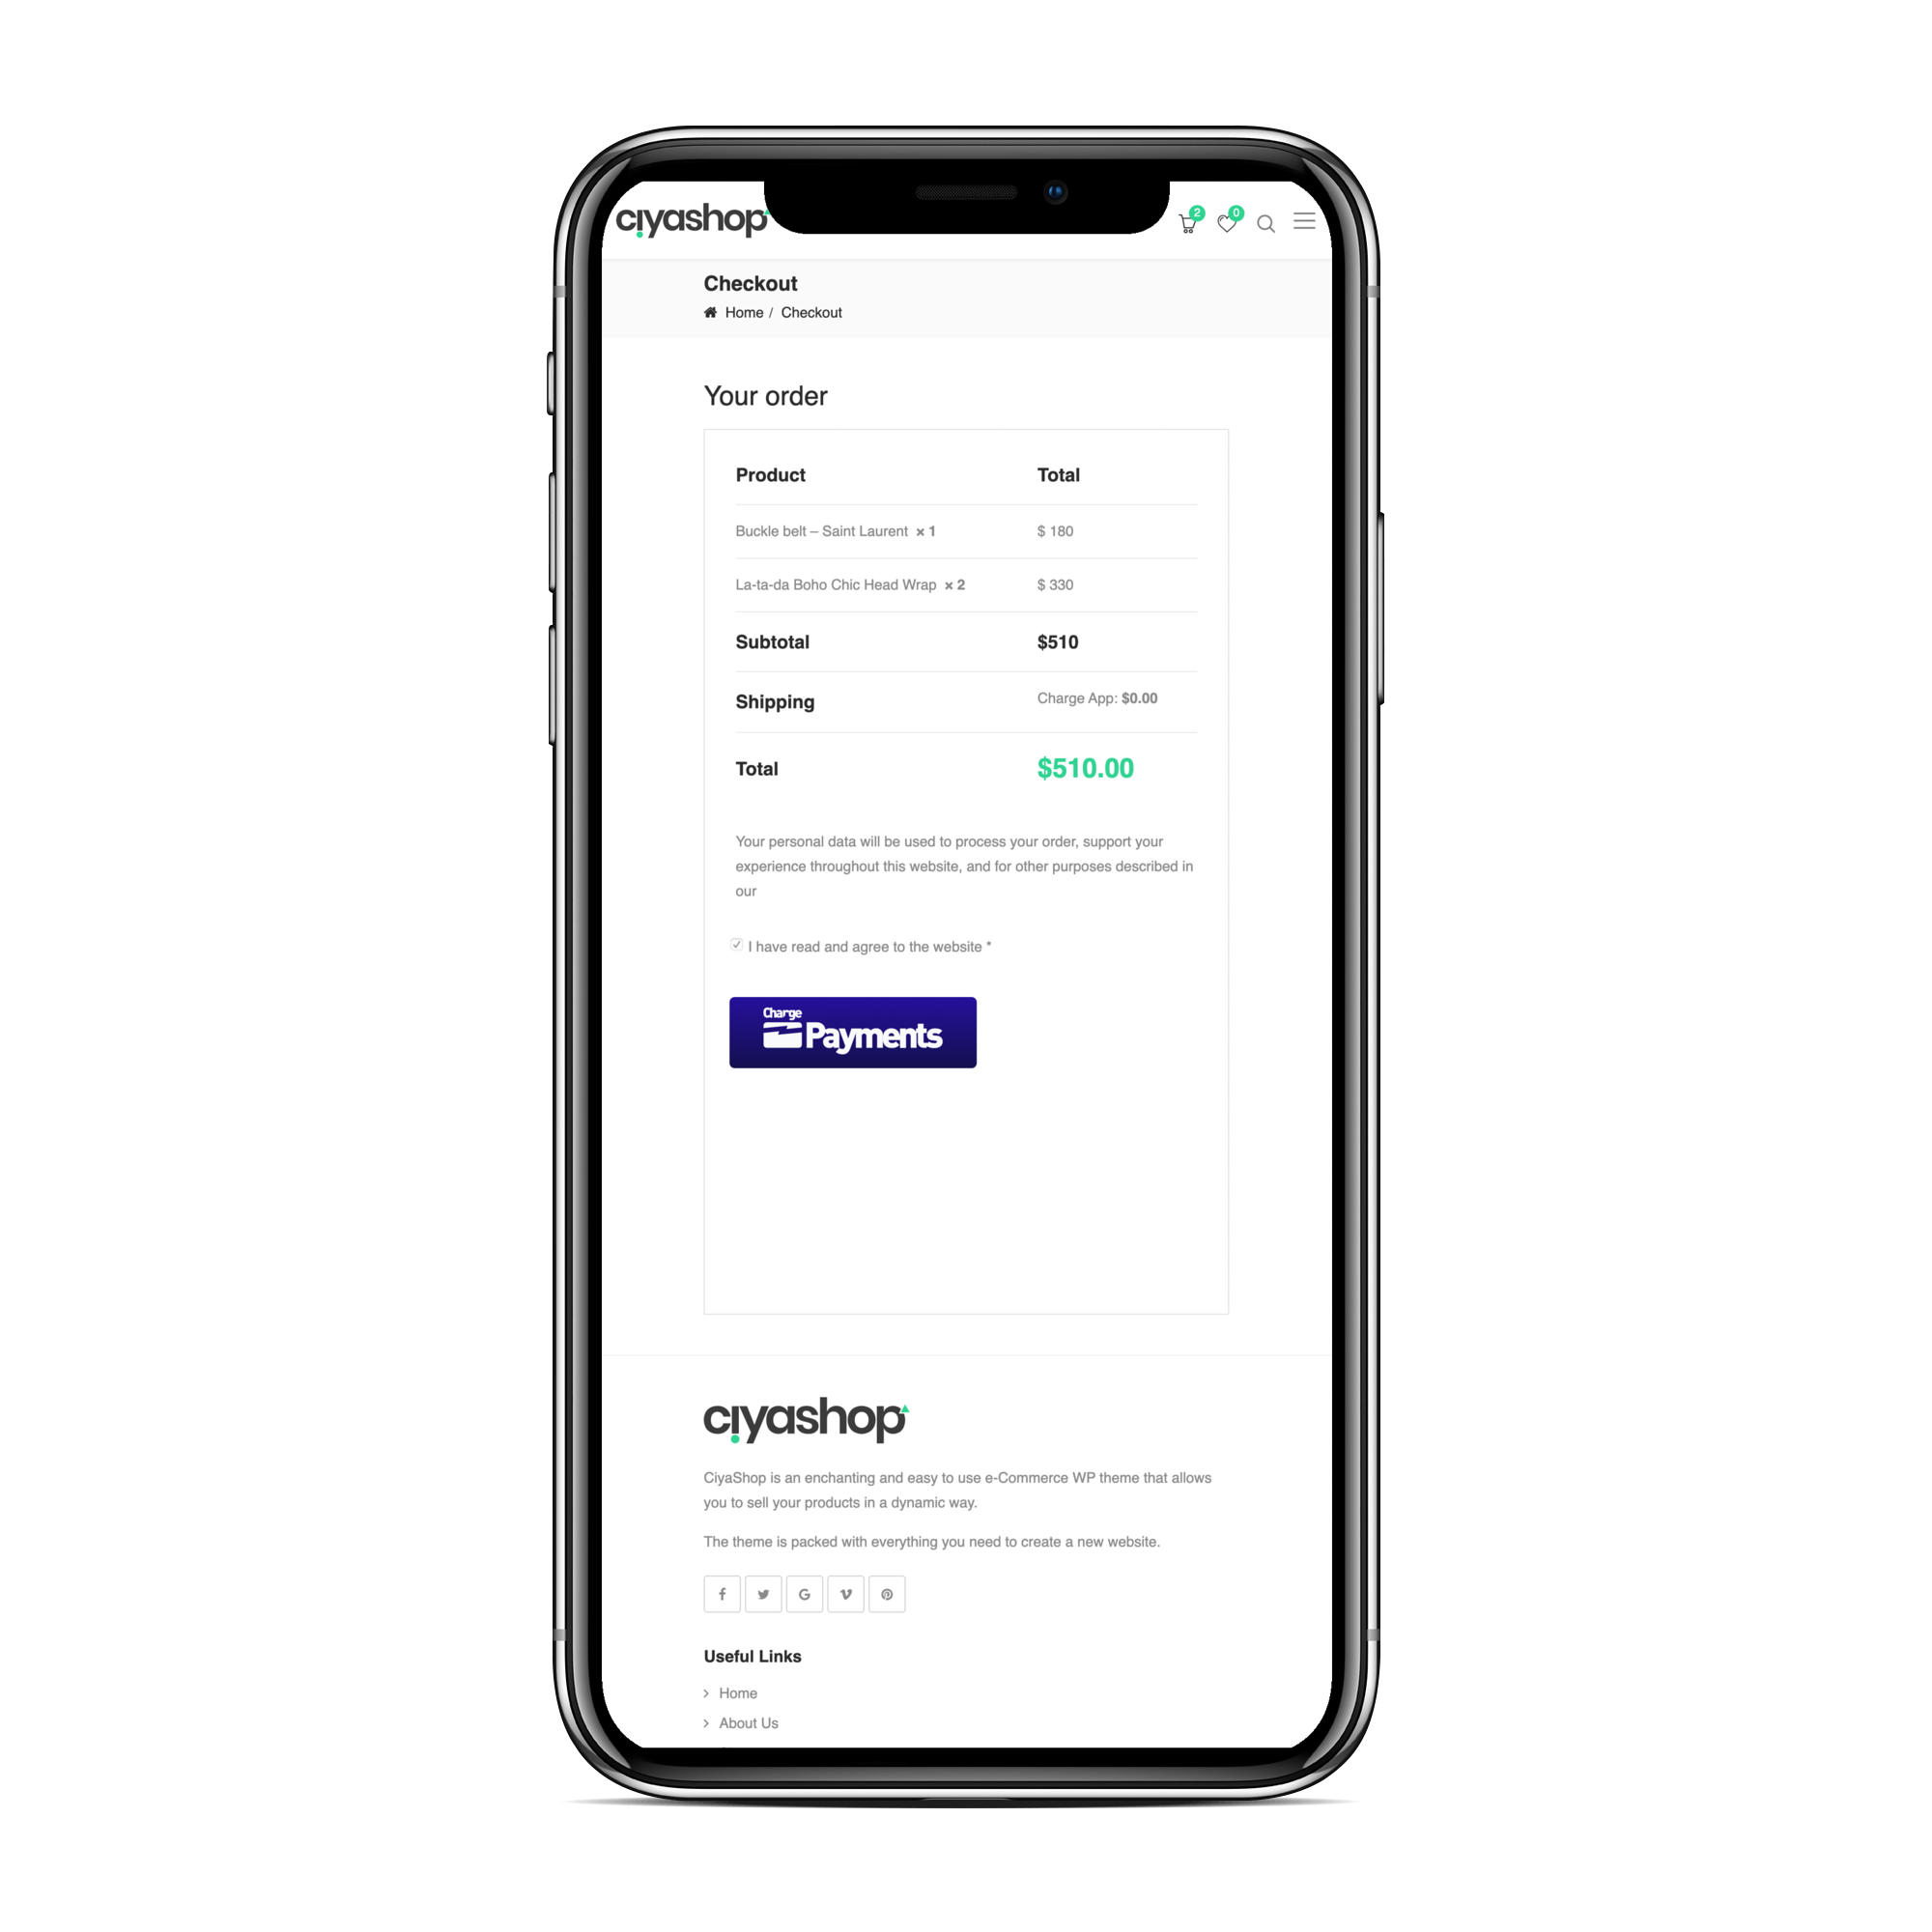 ciyashop
2 0
Checkout
Home / Checkout
Your order
Product Total
Buckle belt – Saint Laurent × 1 $ 180
La-ta-da Boho Chic Head Wrap × 2 $ 330
Subtotal $510
Shipping Charge App: $0.00
Total $510.00
Your personal data will be used to process your order, support your
experience throughout this website, and for other purposes described in
our
I have read and agree to the website *
Charge
Payments
ciyashop
CiyaShop is an enchanting and easy to use e-Commerce WP theme that allows
you to sell your products in a dynamic way.
The theme is packed with everything you need to create a new website.
Useful Links
Home
About Us